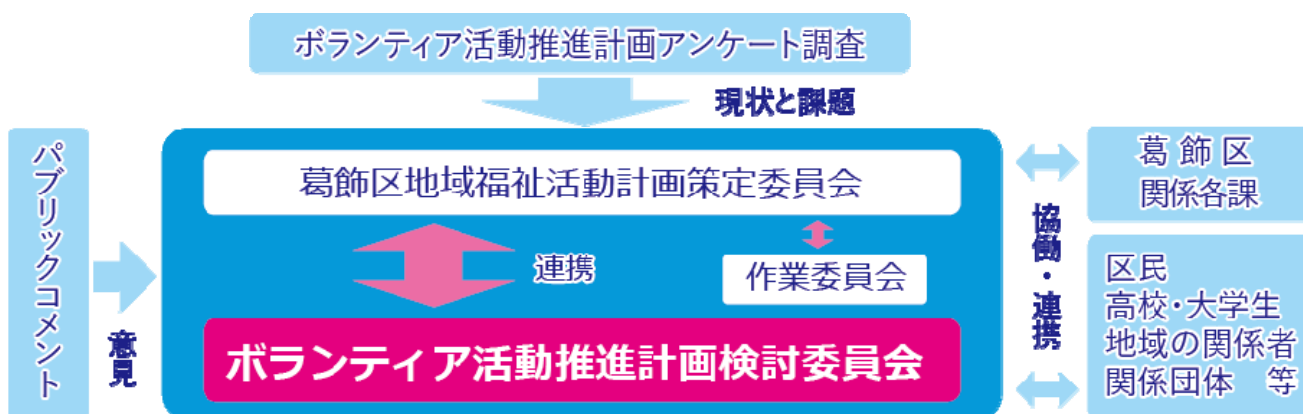 ボランティア活動推進計画アンケート調査
現状と課題
パブリックコメント
意見
葛飾区地域福祉活動計画策定委員会
連携
作業委員会
ボランティア活動推進計画検討委員会
協働・連携
葛飾区
関係各課
区民
高校・大学生
地域の関係者
関係団体　等